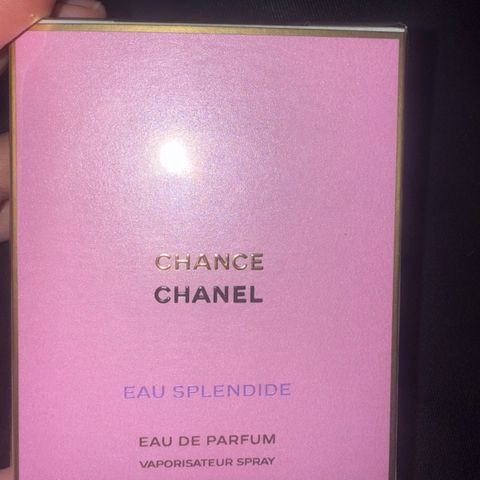 CHANCE
CHANEL
EAU SPLENDIDE
EAU DE PARFUM
VAPORISATEUR SPRAY